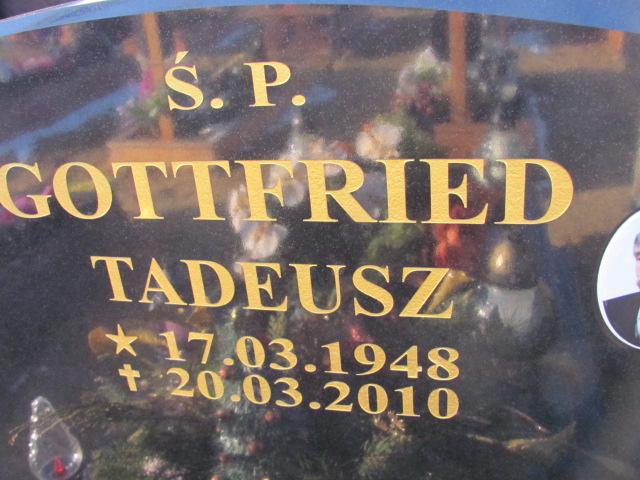 Ś. P.
GOTTFRIED
TADEUSZ
★ 17.03.1948
✝ 20.03.2010